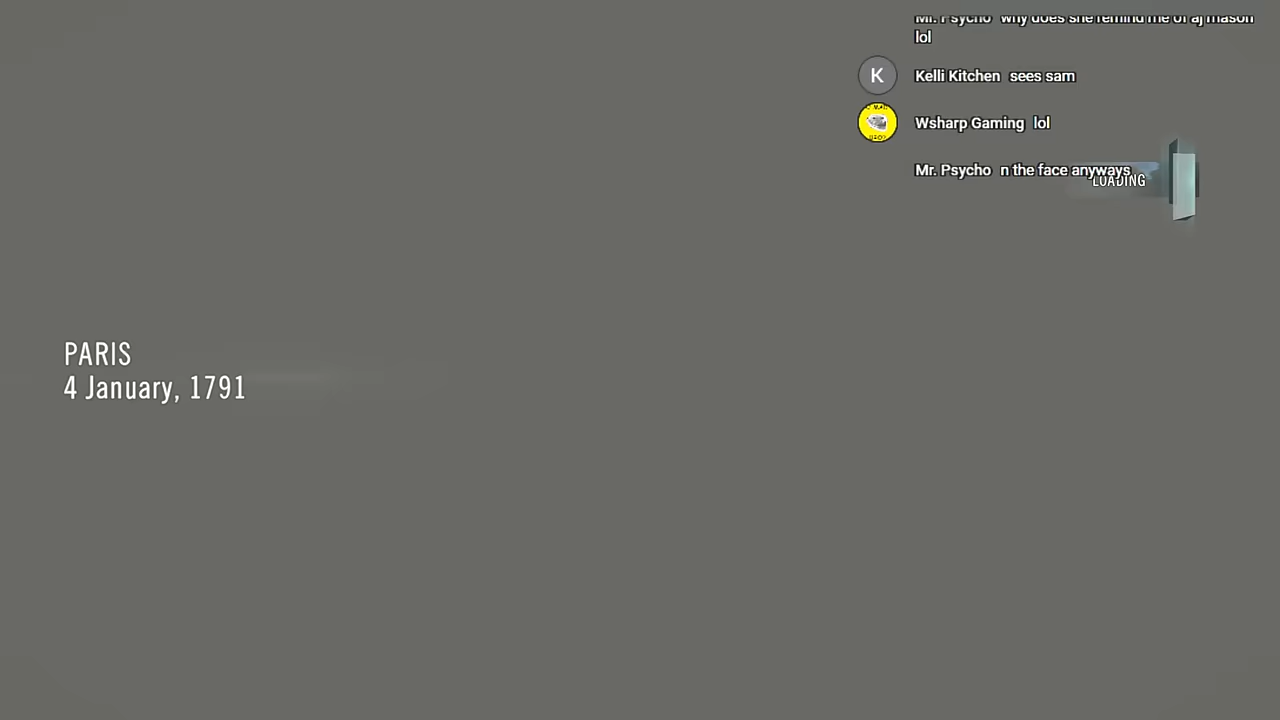 Mr. Psycho why does she remind me of aj mason
lol
K
Kelli Kitchen sees sam
Wsharp Gaming lol
Mr. Psycho n the face anyways
LOADING
PARIS
4 January, 1791